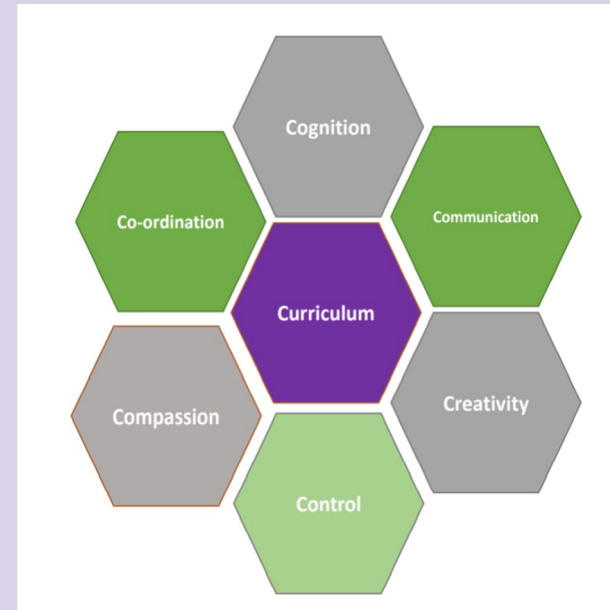 Cognition
Co-ordination
Communication
Curriculum
Compassion
Creativity
Control